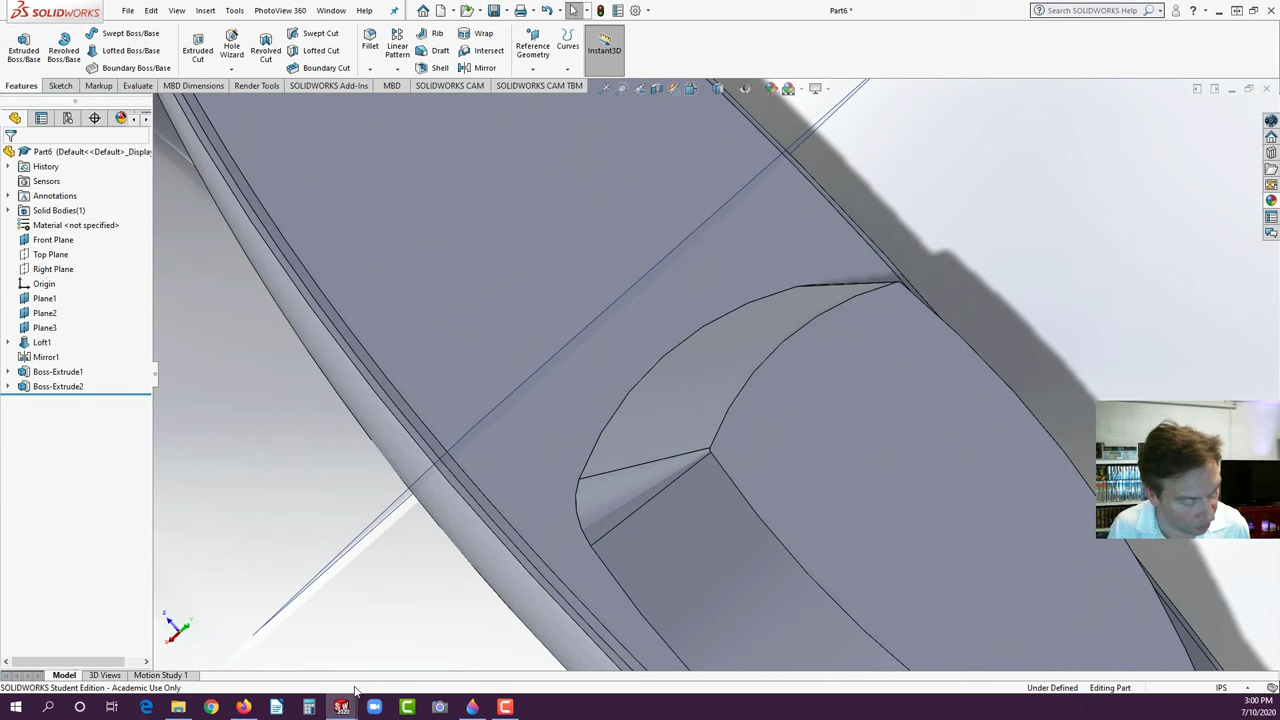 SOLIDWORKS
File Edit View Insert Tools PhotoView 360 Window Help
Part6 *
Search SOLIDWORKS Help
Extruded Boss/Base
Revolved Boss/Base
Swept Boss/Base
Lofted Boss/Base
Boundary Boss/Base
Extruded Cut
Hole Wizard
Revolved Cut
Swept Cut
Lofted Cut
Boundary Cut
Fillet
Linear Pattern
Rib
Draft
Shell
Wrap
Intersect
Mirror
Reference Geometry
Curves
Instant3D
Features Sketch Markup Evaluate MBD Dimensions Render Tools SOLIDWORKS Add-Ins MBD SOLIDWORKS CAM SOLIDWORKS CAM TBM
Part6 (Default<<Default>_Displa
History
Sensors
Annotations
Solid Bodies(1)
Material <not specified>
Front Plane
Top Plane
Right Plane
Origin
Plane1
Plane2
Plane3
Loft1
Mirror1
Boss-Extrude1
Boss-Extrude2
Model 3D Views Motion Study 1
SOLIDWORKS Student Edition - Academic Use Only
Under Defined Editing Part IPS
3:00 PM
7/10/2020